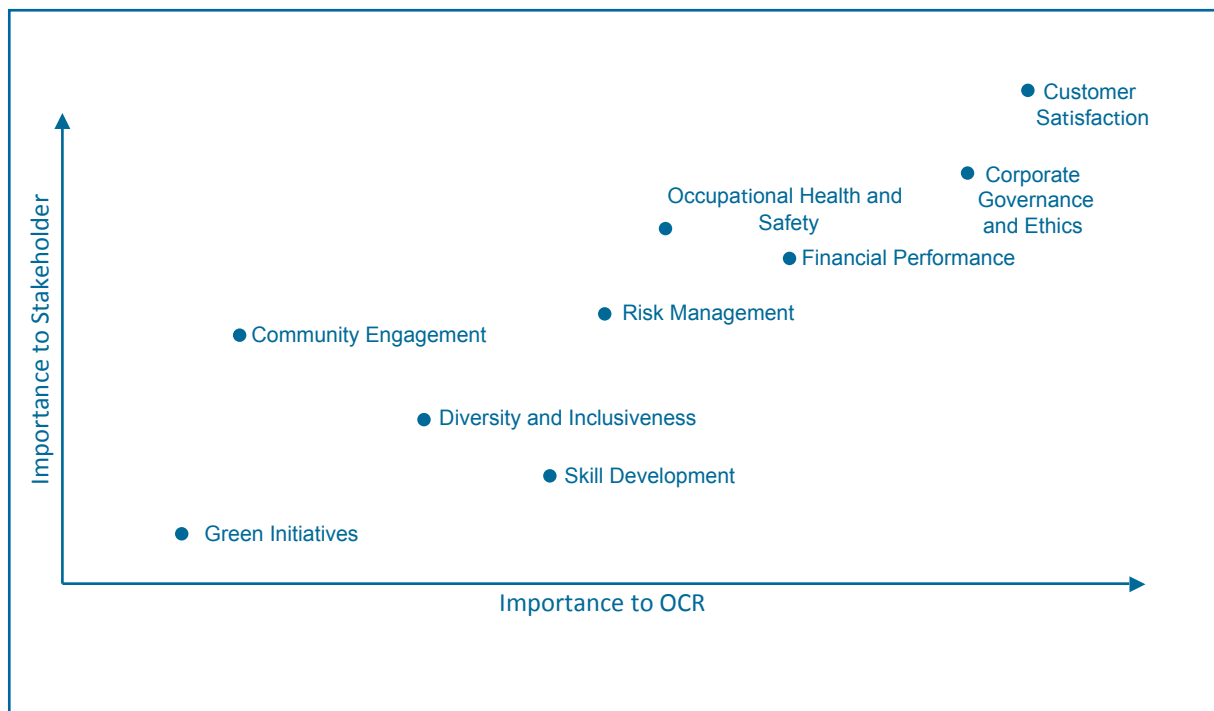 Customer
Satisfaction
Corporate
Governance
and Ethics
Occupational Health and
Safety
Financial Performance
Risk Management
Community Engagement
Diversity and Inclusiveness
Skill Development
Green Initiatives
Importance to Stakeholder
Importance to OCR